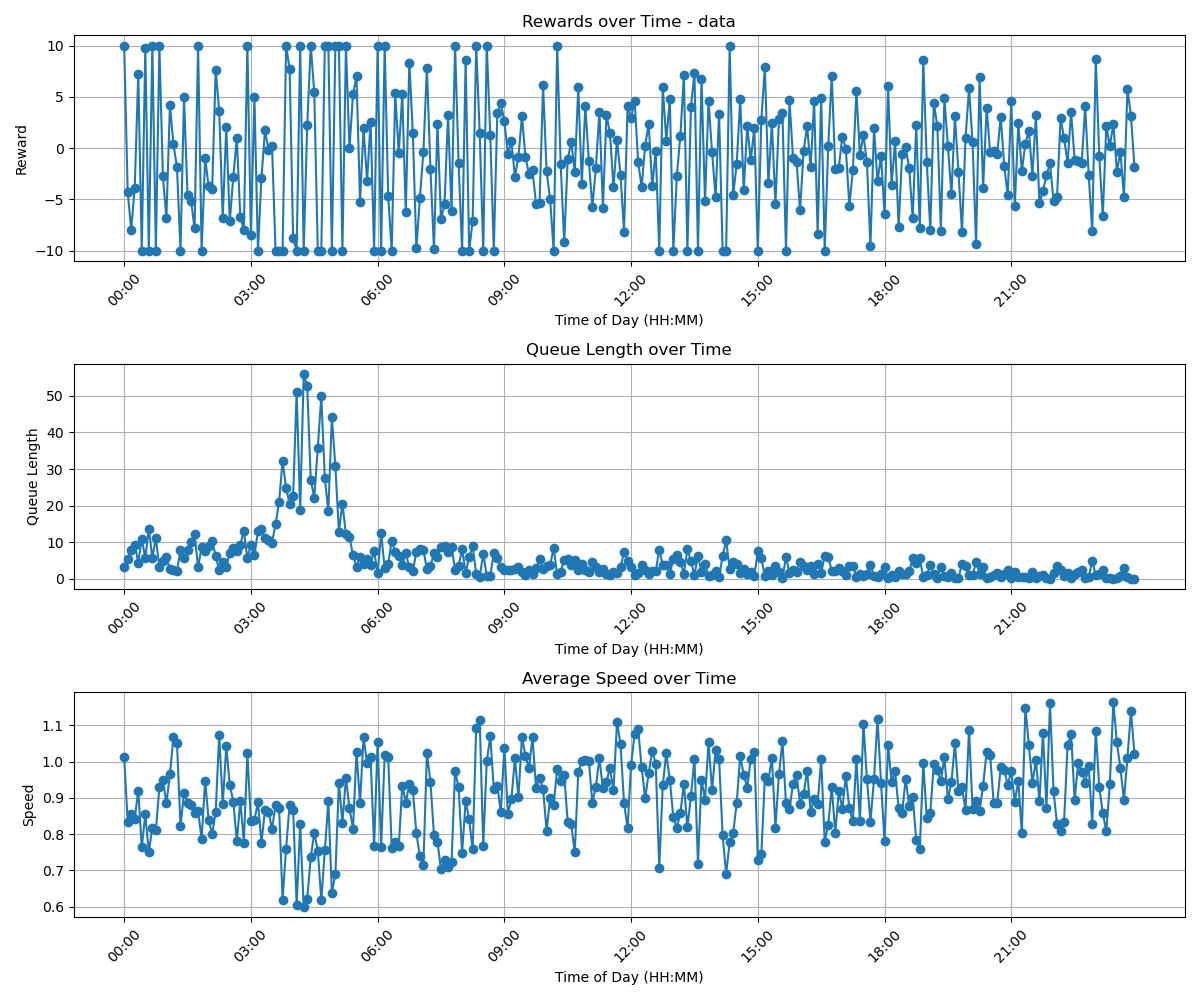 Rewards over Time - data
Reward
10
5
0
−5
−10
00:00 03:00 06:00 09:00 12:00 15:00 18:00 21:00
Time of Day (HH:MM)
Queue Length over Time
Queue Length
50
40
30
20
10
0
00:00 03:00 06:00 09:00 12:00 15:00 18:00 21:00
Time of Day (HH:MM)
Average Speed over Time
Speed
1.1
1.0
0.9
0.8
0.7
0.6
00:00 03:00 06:00 09:00 12:00 15:00 18:00 21:00
Time of Day (HH:MM)